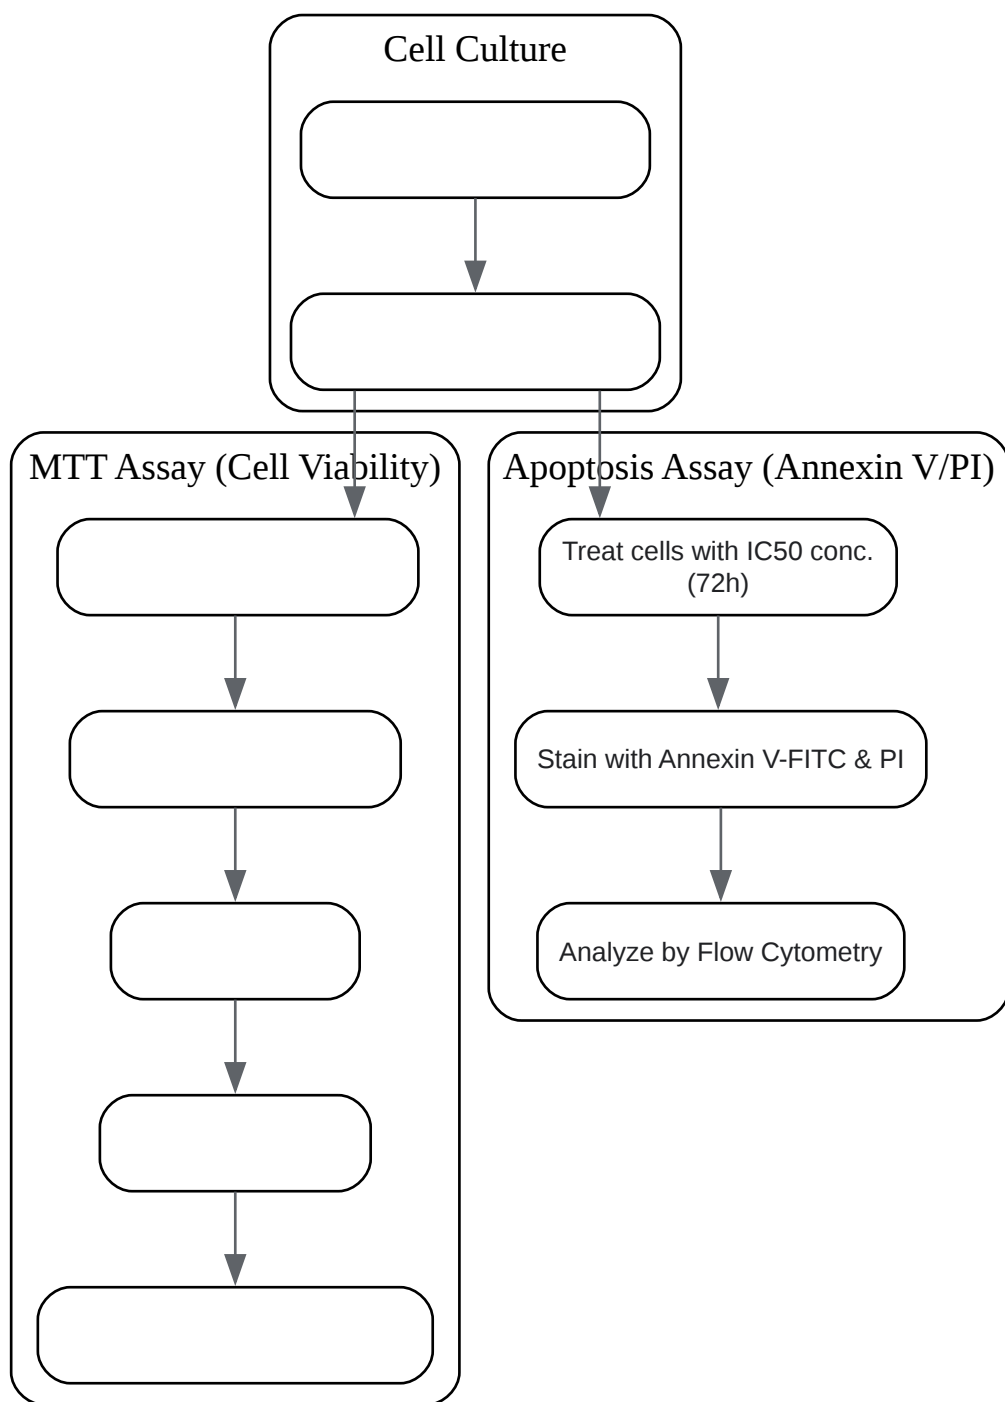 Cell Culture
MTT Assay (Cell Viability)
Apoptosis Assay (Annexin V/PI)
Treat cells with IC50 conc.
(72h)
Stain with Annexin V-FITC & PI
Analyze by Flow Cytometry